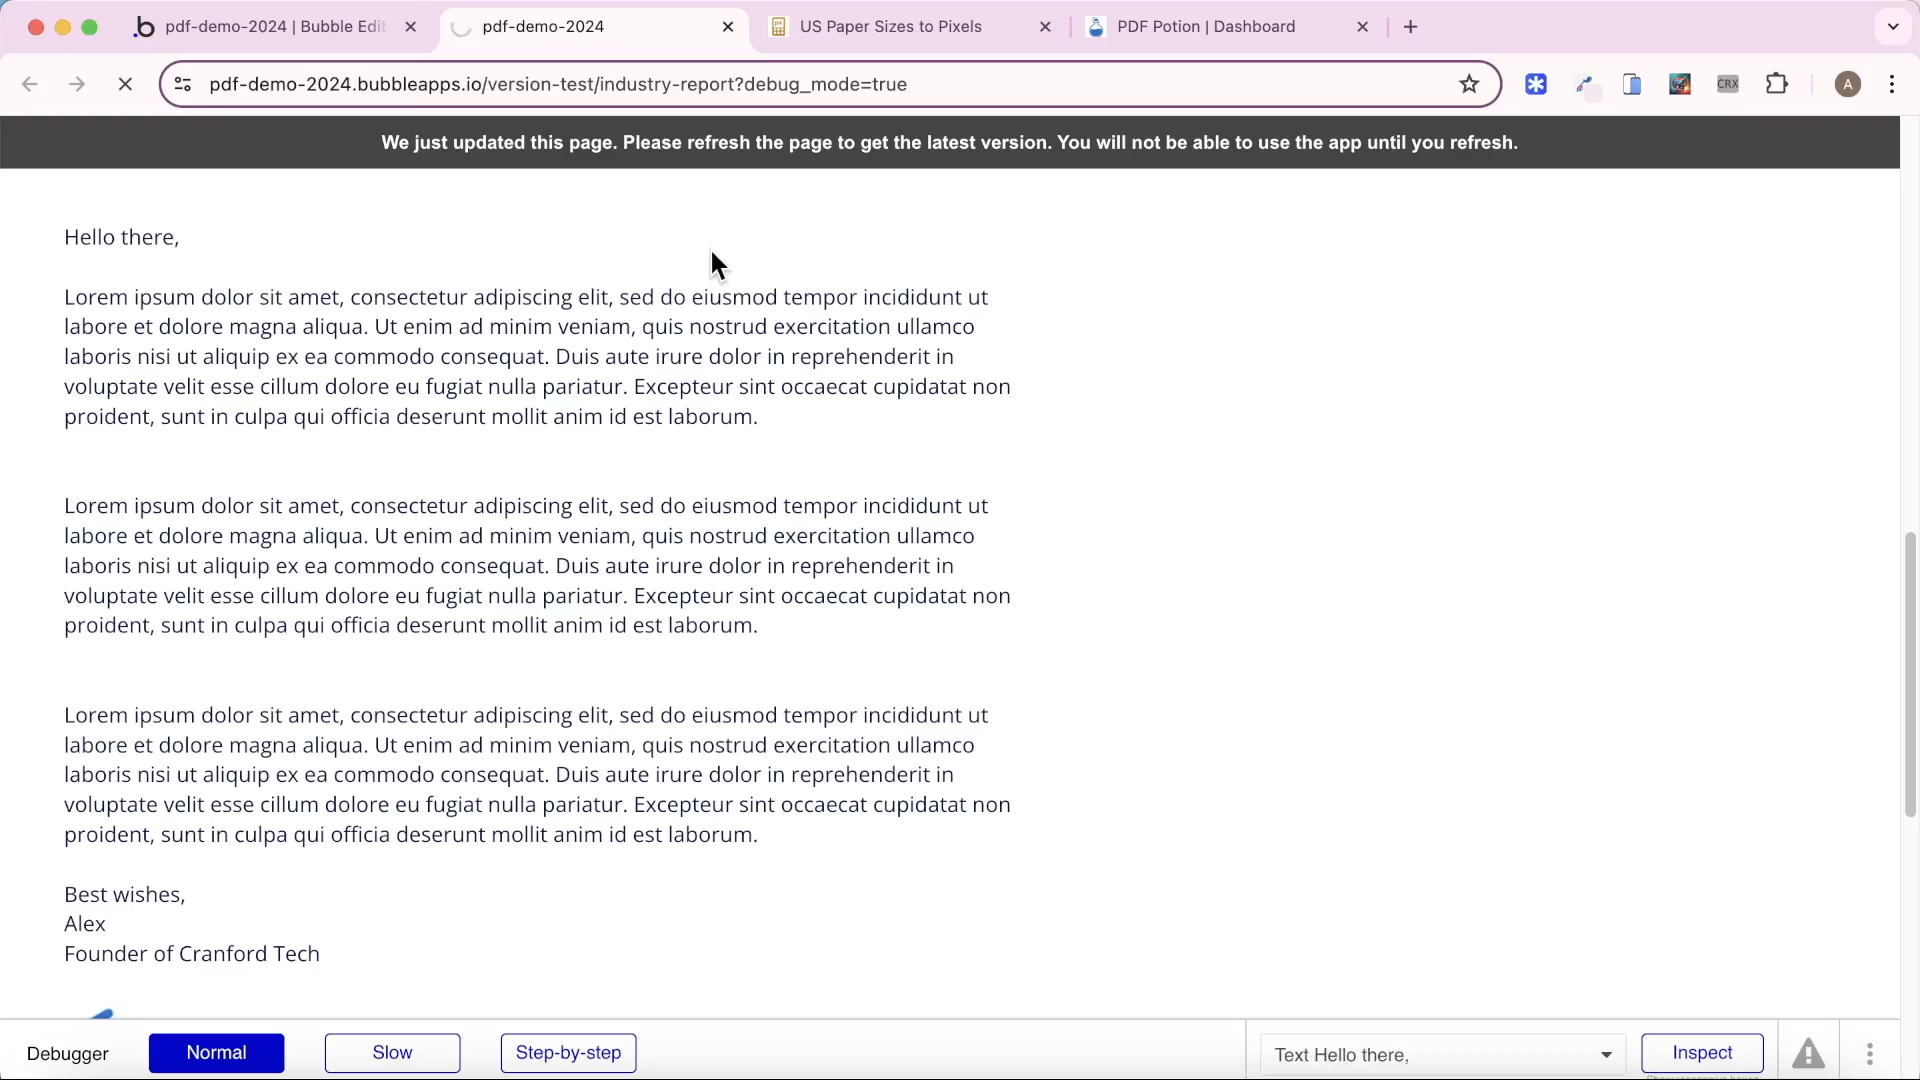 pdf-demo-2024 | Bubble Edit
pdf-demo-2024
US Paper Sizes to Pixels
PDF Potion | Dashboard
pdf-demo-2024.bubbleapps.io/version-test/industry-report?debug_mode=true
CRX
A
We just updated this page. Please refresh the page to get the latest version. You will not be able to use the app until you refresh.
Hello there,
Lorem ipsum dolor sit amet, consectetur adipiscing elit, sed do eiusmod tempor incididunt ut
labore et dolore magna aliqua. Ut enim ad minim veniam, quis nostrud exercitation ullamco
laboris nisi ut aliquip ex ea commodo consequat. Duis aute irure dolor in reprehenderit in
voluptate velit esse cillum dolore eu fugiat nulla pariatur. Excepteur sint occaecat cupidatat non
proident, sunt in culpa qui officia deserunt mollit anim id est laborum.
Lorem ipsum dolor sit amet, consectetur adipiscing elit, sed do eiusmod tempor incididunt ut
labore et dolore magna aliqua. Ut enim ad minim veniam, quis nostrud exercitation ullamco
laboris nisi ut aliquip ex ea commodo consequat. Duis aute irure dolor in reprehenderit in
voluptate velit esse cillum dolore eu fugiat nulla pariatur. Excepteur sint occaecat cupidatat non
proident, sunt in culpa qui officia deserunt mollit anim id est laborum.
Lorem ipsum dolor sit amet, consectetur adipiscing elit, sed do eiusmod tempor incididunt ut
labore et dolore magna aliqua. Ut enim ad minim veniam, quis nostrud exercitation ullamco
laboris nisi ut aliquip ex ea commodo consequat. Duis aute irure dolor in reprehenderit in
voluptate velit esse cillum dolore eu fugiat nulla pariatur. Excepteur sint occaecat cupidatat non
proident, sunt in culpa qui officia deserunt mollit anim id est laborum.
Best wishes,
Alex
Founder of Cranford Tech
Debugger
Normal
Slow
Step-by-step
Text Hello there,
Inspect